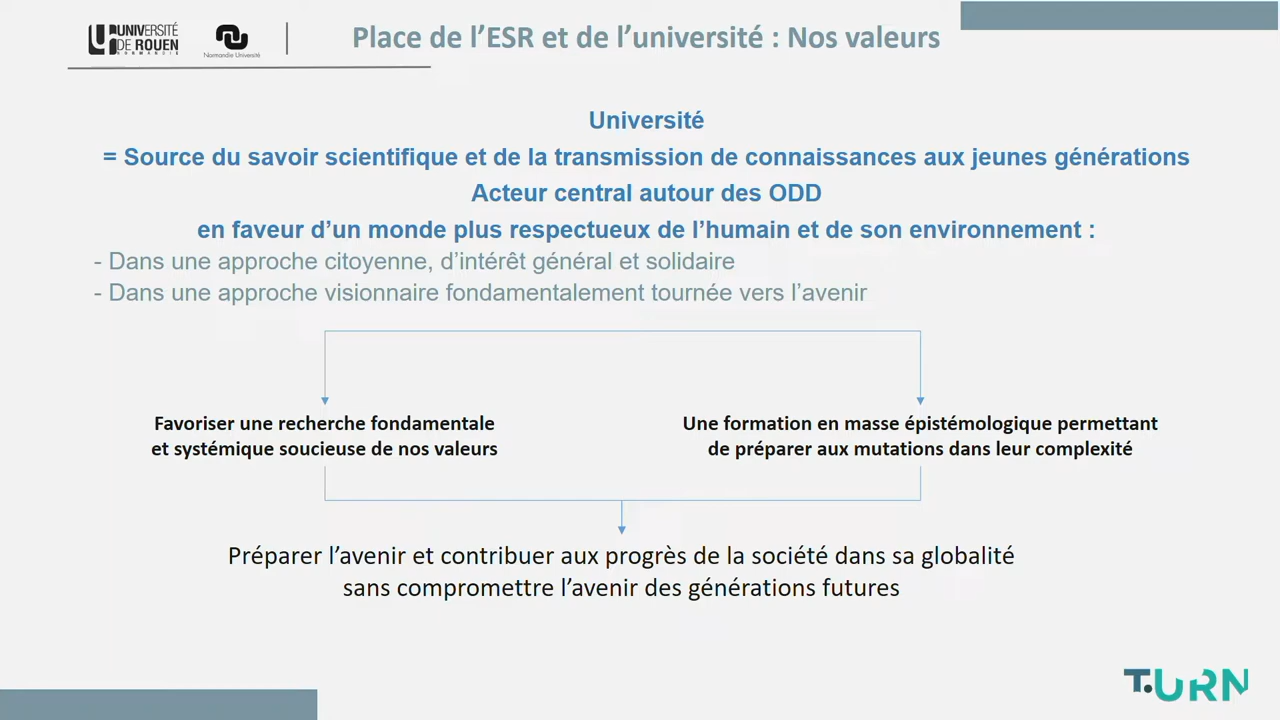 UNIVERSITÉ
DE ROUEN
NORMANDIE
Normandie Université
Place de l’ESR et de l’université : Nos valeurs
Université
= Source du savoir scientifique et de la transmission de connaissances aux jeunes générations
Acteur central autour des ODD
en faveur d’un monde plus respectueux de l’humain et de son environnement :
- Dans une approche citoyenne, d’intérêt général et solidaire
- Dans une approche visionnaire fondamentalement tournée vers l’avenir
Favoriser une recherche fondamentale
et systémique soucieuse de nos valeurs
Une formation en masse épistémologique permettant
de préparer aux mutations dans leur complexité
Préparer l’avenir et contribuer aux progrès de la société dans sa globalité
sans compromettre l’avenir des générations futures
T.URN